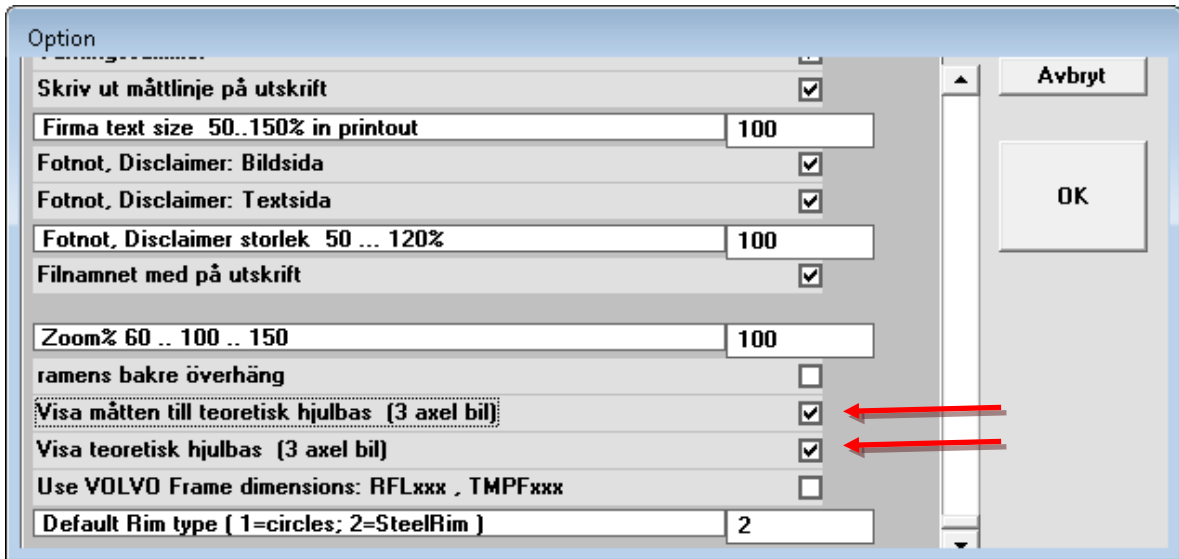 Option
Skriv ut måttlinje på utskrift
Avbryt
Firma text size 50..150% in printout 100
Fotnot, Disclaimer: Bildsida
Fotnot, Disclaimer: Textsida
OK
Fotnot, Disclaimer storlek 50 ... 120% 100
Filnamnet med på utskrift
Zoom% 60 .. 100 .. 150 100
ramens bakre överhäng
Visa måtten till teoretisk hjulbas (3 axel bil)
Visa teoretisk hjulbas (3 axel bil)
Use VOLVO Frame dimensions: RFLxxx , TMPFxxx
Default Rim type ( 1=circles; 2=SteelRim ) 2